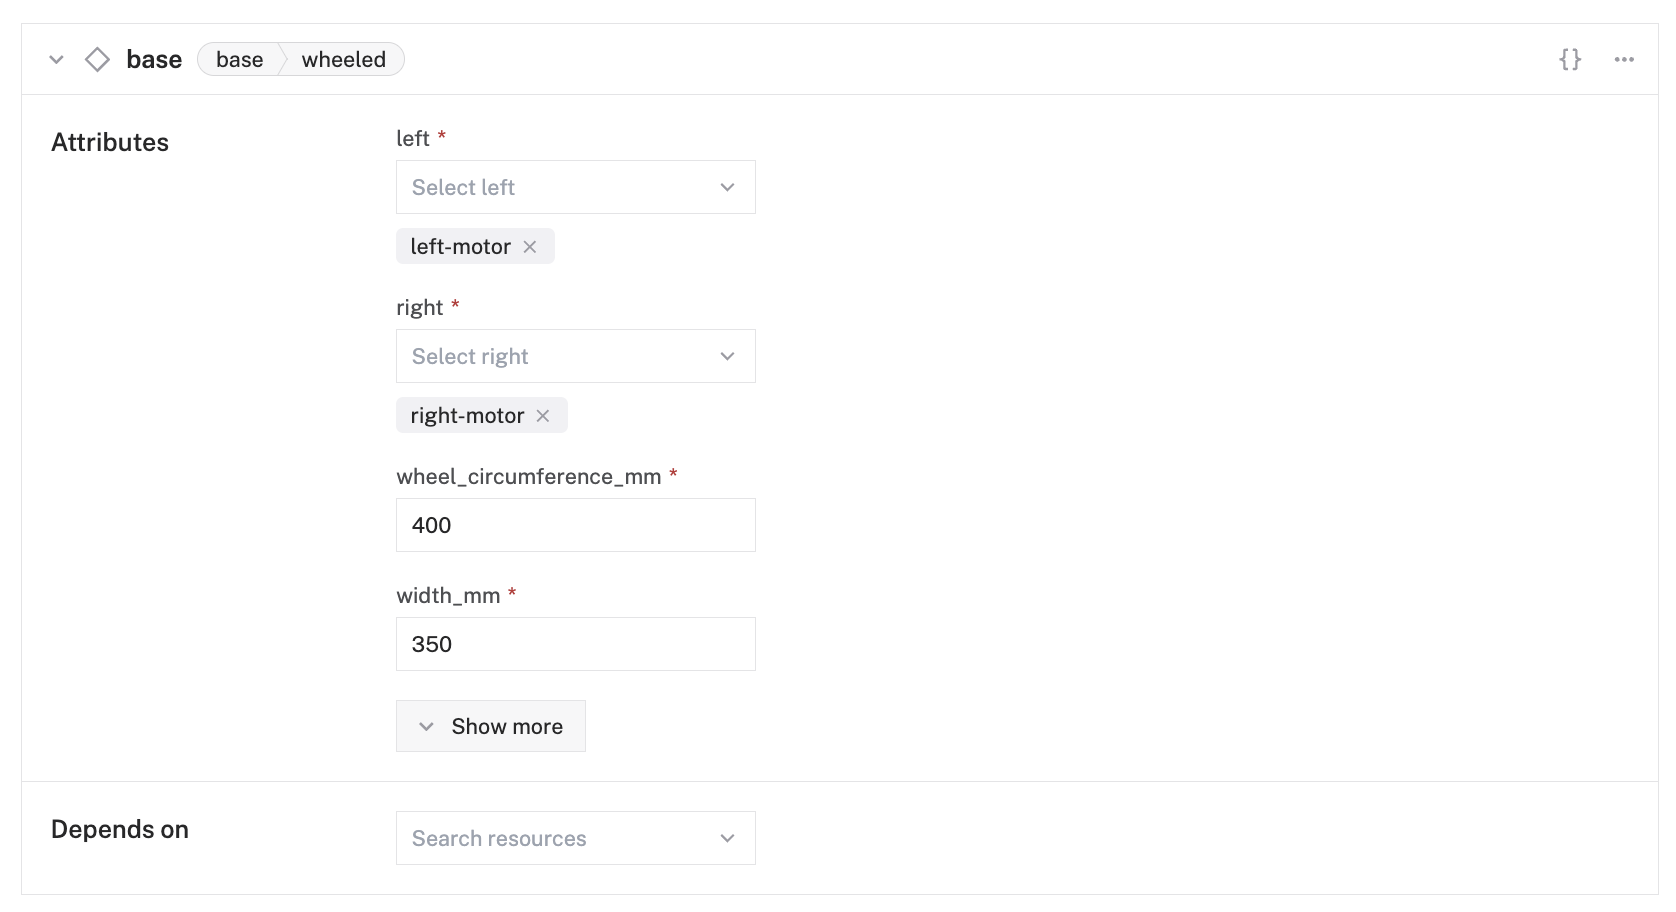 base base wheeled {} ...
Attributes
left *
Select left
left-motor ×
right *
Select right
right-motor ×
wheel_circumference_mm *
400
width_mm *
350
Show more
Depends on
Search resources